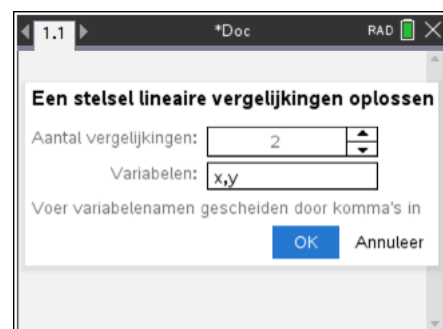 1.1 *Doc RAD
Een stelsel lineaire vergelijkingen oplossen
Aantal vergelijkingen: 2
Variabelen: x,y
Voer variabelenamen gescheiden door komma's in
OK Annuleer